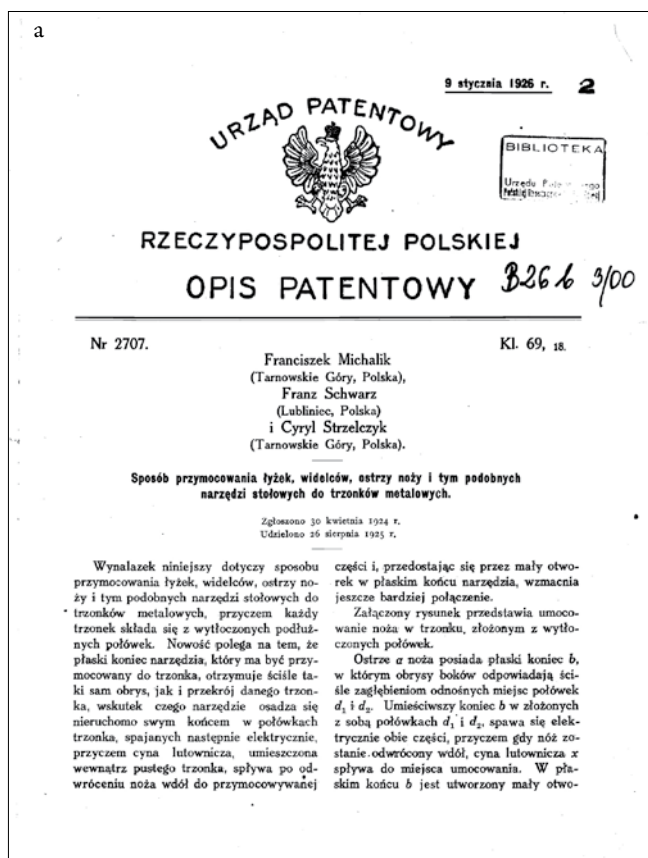 a
9 stycznia 1926 r. 2
URZĄD PATENTOWY
BIBLIOTEKA
Urzędu
RZECZYPOSPOLITEJ POLSKIEJ
OPIS PATENTOWY B26b 3/00
Nr 2707. Kl. 69, 18.
Franciszek Michalik
(Tarnowskie Góry, Polska),
Franz Schwarz
(Lubliniec, Polska)
i Cyryl Strzelczyk
(Tarnowskie Góry, Polska).
Sposób przymocowania łyżek, widelców, ostrzy noży i tym podobnych
narzędzi stołowych do trzonków metalowych.
Zgłoszono 30 kwietnia 1924 r.
Udzielono 26 sierpnia 1925 r.
Wynalazek niniejszy dotyczy sposobu
przymocowania łyżek, widelców, ostrzy no-
ży i tym podobnych narzędzi stołowych do
trzonków metalowych, przyczem każdy
trzonek składa się z wytłoczonych podłuż-
nych połówek. Nowość polega na tem, że
płaski koniec narzędzia, który ma być przy-
mocowany do trzonka, otrzymuje ściśle ta-
ki sam obrys, jak i przekrój danego trzon-
ka, wskutek czego narzędzie osadza się
nieruchomo swym końcem w połówkach
trzonka, spajanych następnie elektrycznie,
przyczem cyna lutownicza, umieszczona
wewnątrz pustego trzonka, spływa po od-
wróceniu noża wdół do przymocowywanej
części i, przedostając się przez mały otwo-
rek w płaskim końcu narzędzia, wzmacnia
jeszcze bardziej połączenie.
Załączony rysunek przedstawia umoco-
wanie noża w trzonku, złożonym z wytło-
czonych połówek.
Ostrze a noża posiada płaski koniec b,
w którym obrysy boków odpowiadają ści-
śle zagłębieniom odnośnych miejsc połówek
d₁ i d₂. Umieściwszy koniec b w złożonych
z sobą połówkach d₁ i d₂, spawa się elek-
trycznie obie części, przyczem gdy nóż zo-
stanie odwrócony wdół, cyna lutownicza x
spływa do miejsca umocowania. W pła-
skim końcu b jest utworzony mały otwo-